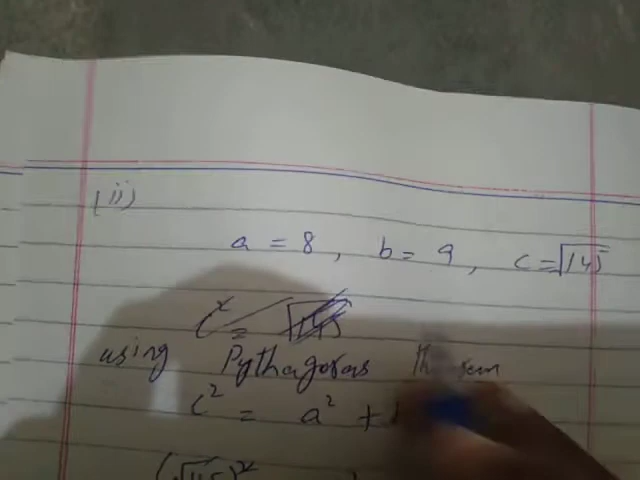 (ii)
a = 8 , b = 9 , c = √145
using Pythagoras
c² = a² +